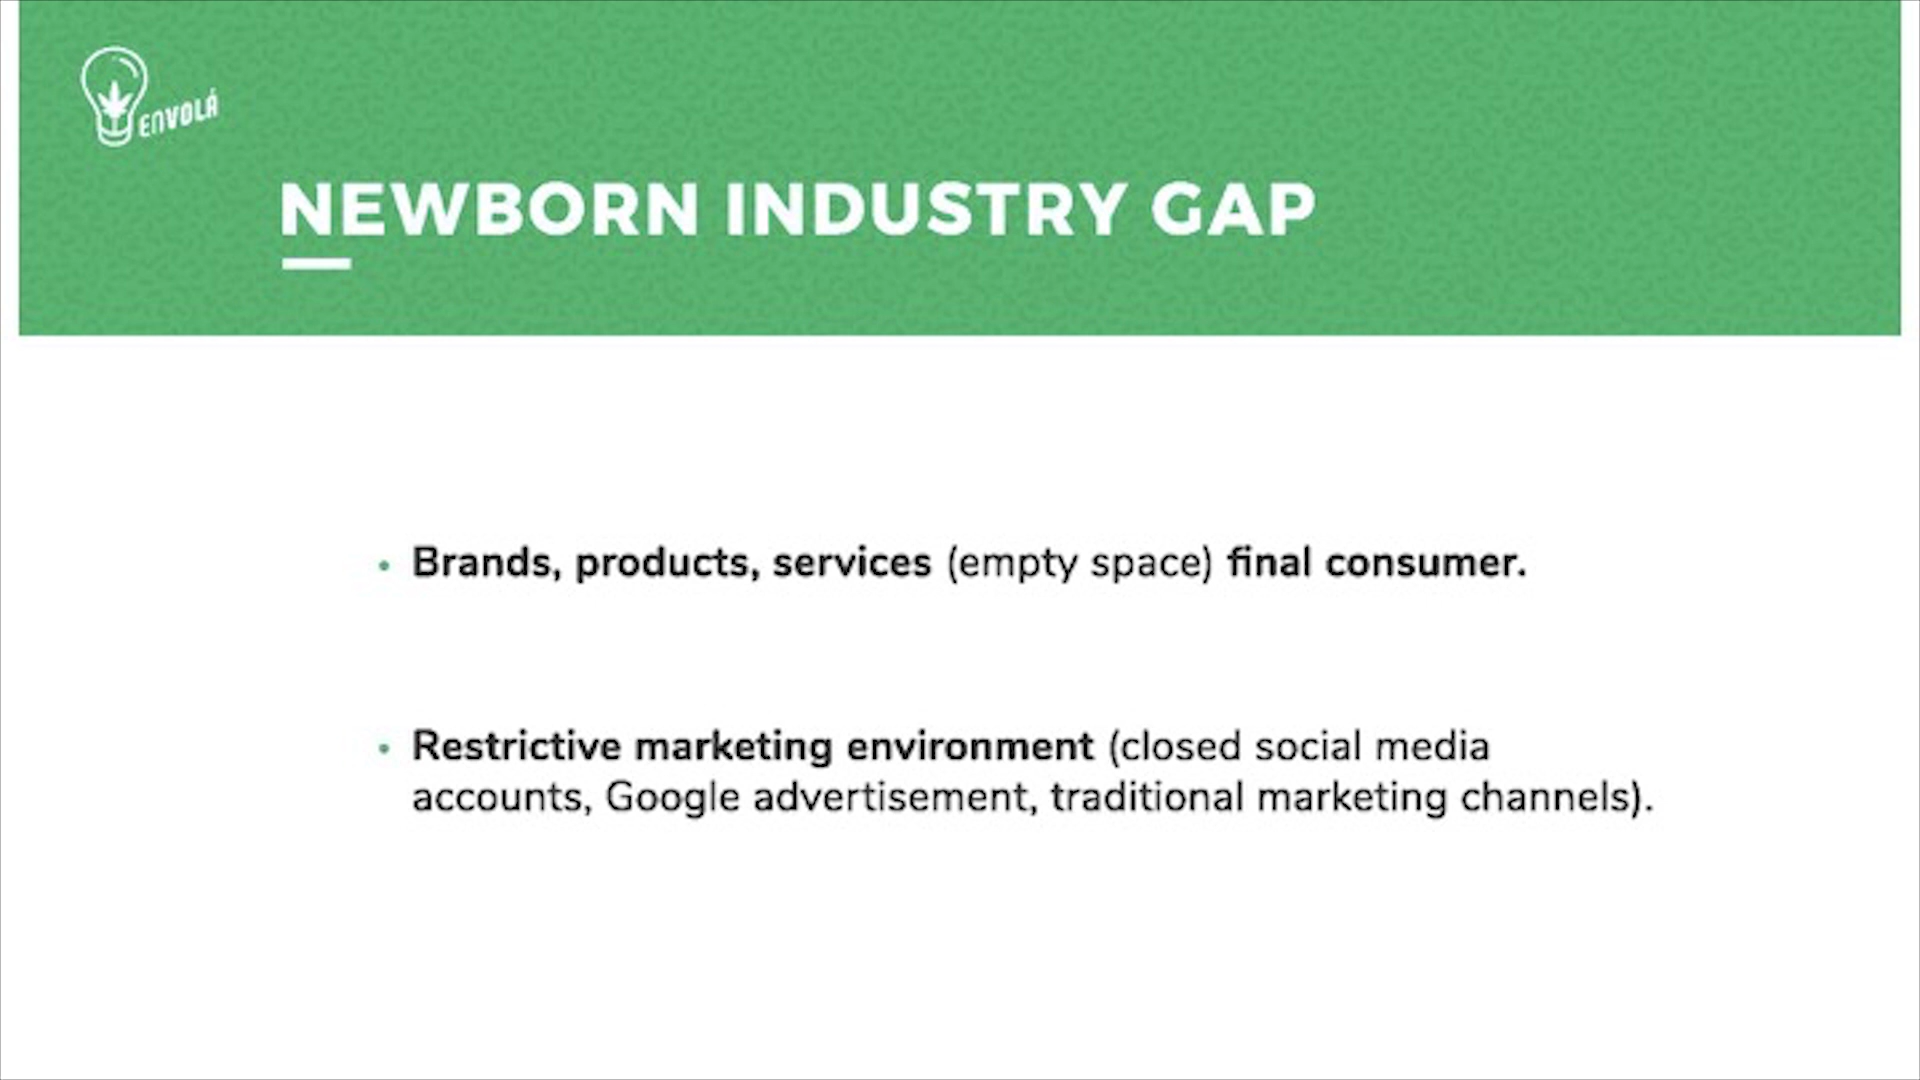 ENVOLÁ
NEWBORN INDUSTRY GAP
• Brands, products, services (empty space) final consumer.
• Restrictive marketing environment (closed social media
accounts, Google advertisement, traditional marketing channels).